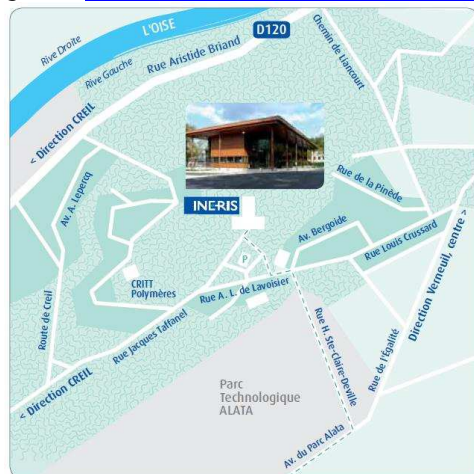 L'OISE
D120
Rive Droite
Rive Gauche
Rue Aristide Briand
Chemin de Liancourt
< Direction CREIL
INERIS
Rue de la Pinède
Av. A. Lepercq
Av. Bergoide
Rue Louis Crussard
P
CRITT
Polymères
Rue A. L. de Lavoisier
Direction Verneuil, centre >
Route de Creil
Rue Jacques Taffanel
Rue H. Ste-Claire-Deville
Rue de l'Égalité
< Direction CREIL
Parc
Technologique
ALATA
Av. du Parc Alata